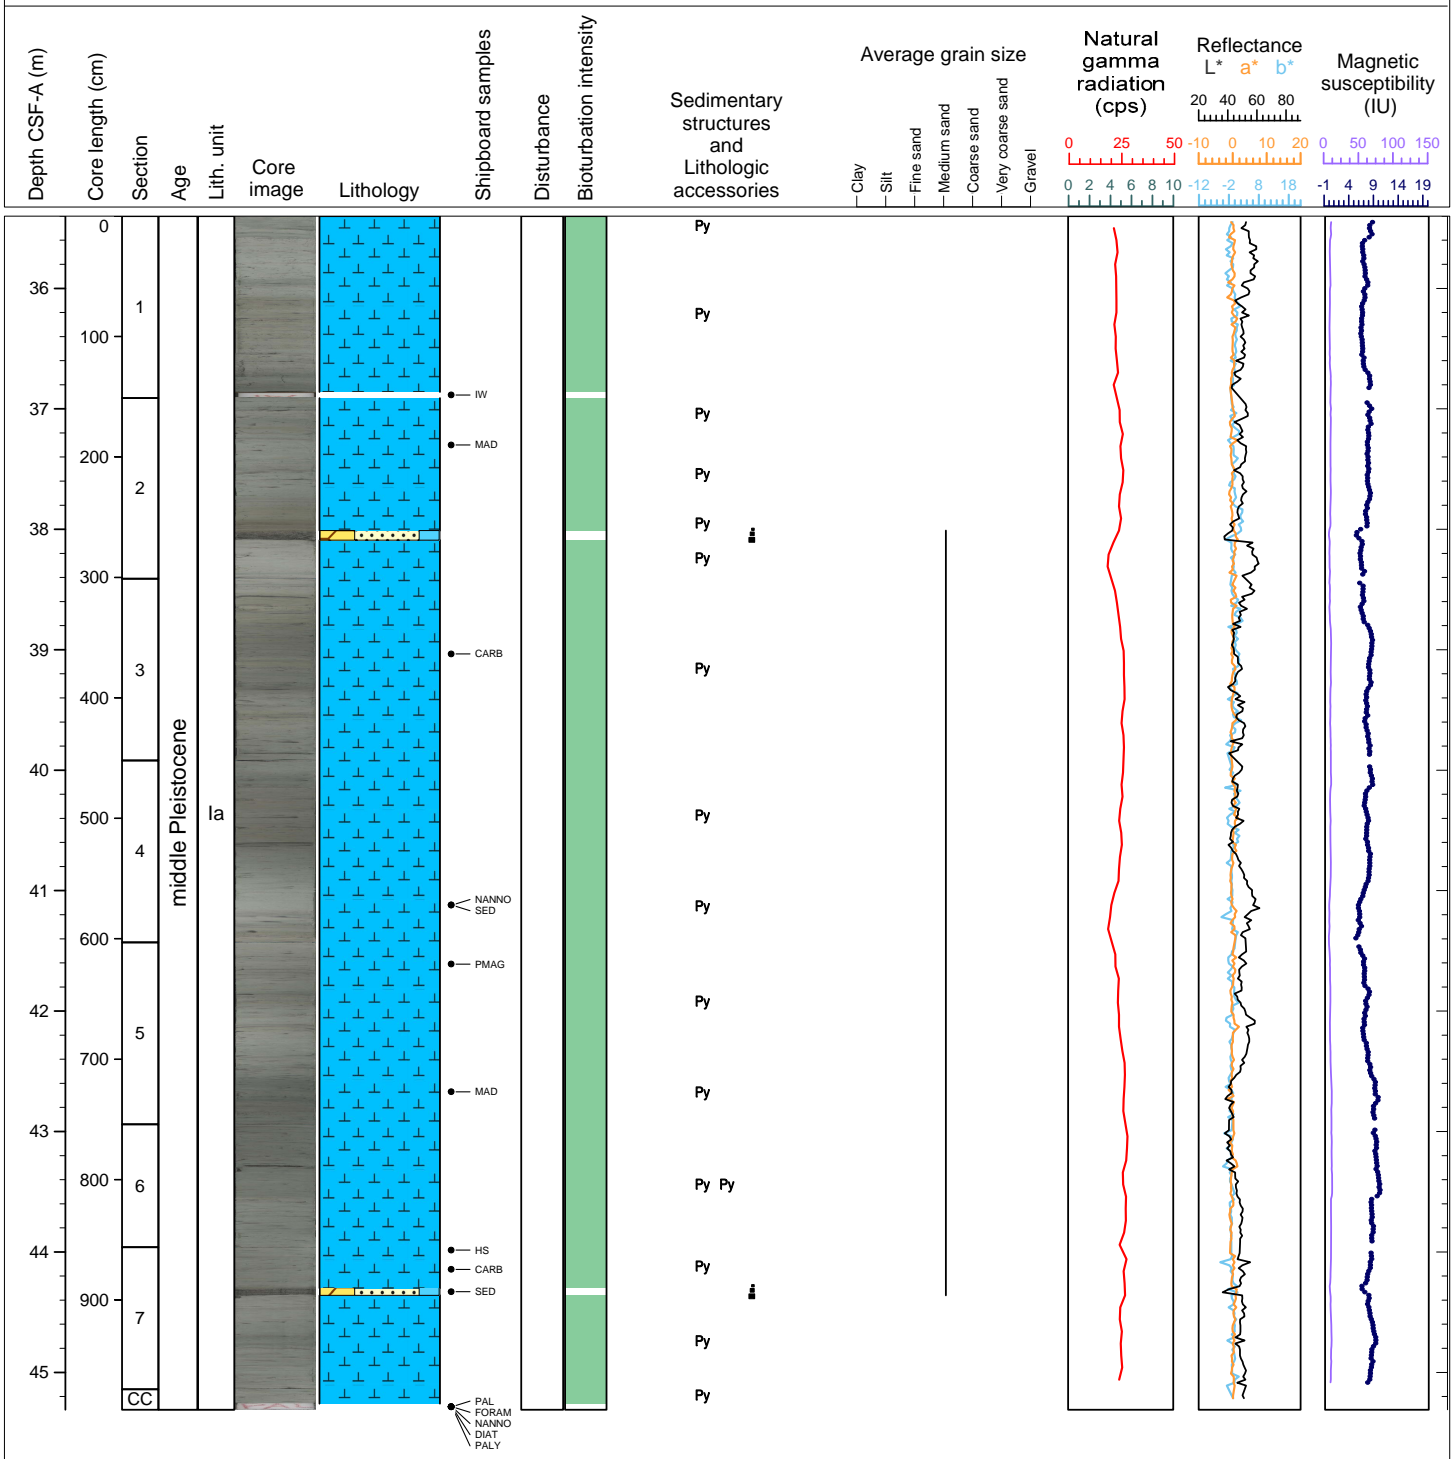 Depth CSF-A (m)
Core length (cm)
Section
Age
Lith. unit
Core
image
Lithology
Shipboard samples
Disturbance
Bioturbation intensity
Sedimentary
structures
and
Lithologic
accessories
Average grain size
Clay
Silt
Fine sand
Medium sand
Coarse sand
Very coarse sand
Gravel
Natural
gamma
radiation
(cps)
0 25 50
0 2 4 6 8 10
Reflectance
L* a* b*
20 40 60 80
-10 0 10 20
-12 -2 8 18
Magnetic
susceptibility
(IU)
0 50 100 150
-1 4 9 14 19
36
37
38
39
40
41
42
43
44
45
0
100
200
300
400
500
600
700
800
900
1
2
3
4
5
6
7
CC
middle Pleistocene
Ia
IW
MAD
CARB
NANNO
SED
PMAG
MAD
HS
CARB
SED
PAL
FORAM
NANNO
DIAT
PALY
Py
Py
Py
Py
Py
Py
Py
Py
Py
Py
Py
Py Py
Py
Py
Py